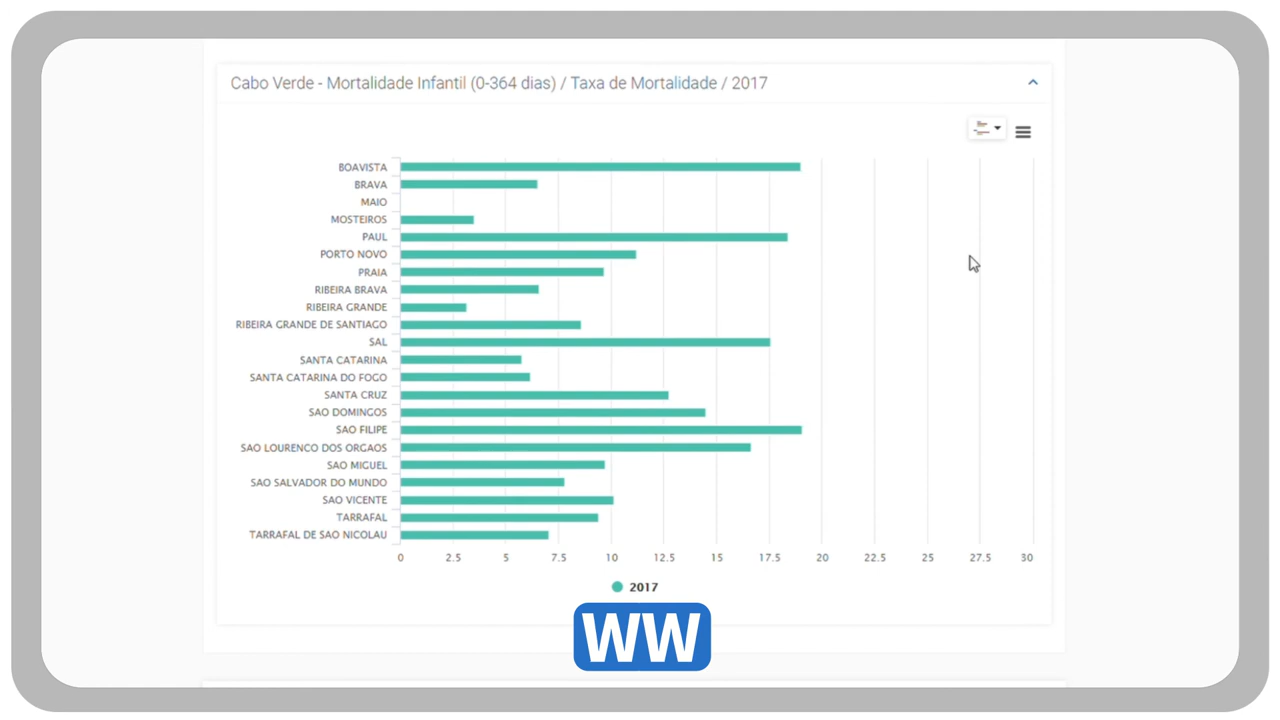 Cabo Verde - Mortalidade Infantil (0-364 dias) / Taxa de Mortalidade / 2017
BOAVISTA
BRAVA
MAIO
MOSTEIROS
PAUL
PORTO NOVO
PRAIA
RIBEIRA BRAVA
RIBEIRA GRANDE
RIBEIRA GRANDE DE SANTIAGO
SAL
SANTA CATARINA
SANTA CATARINA DO FOGO
SANTA CRUZ
SAO DOMINGOS
SAO FILIPE
SAO LOURENCO DOS ORGAOS
SAO MIGUEL
SAO SALVADOR DO MUNDO
SAO VICENTE
TARRAFAL
TARRAFAL DE SAO NICOLAU
0 2.5 5 7.5 10 12.5 15 17.5 20 22.5 25 27.5 30
2017
WW